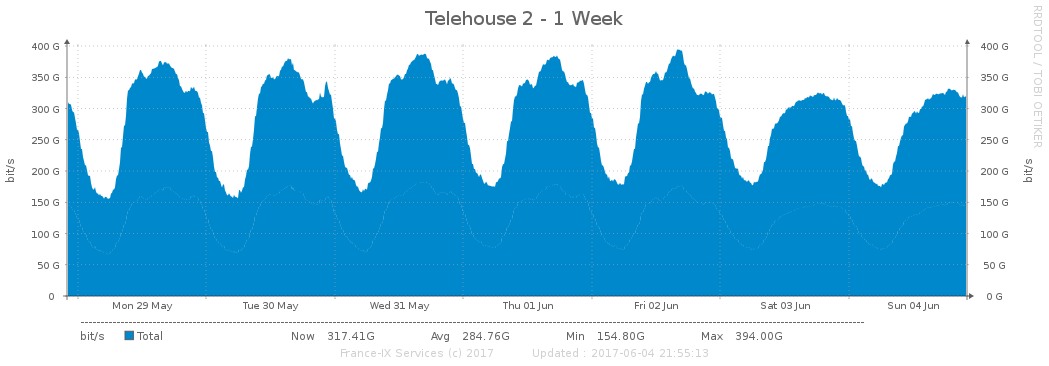 Telehouse 2 - 1 Week
RRDTOOL / TOBI OETIKER
400 G 400 G
350 G 350 G
300 G 300 G
250 G 250 G
200 G 200 G
150 G 150 G
100 G 100 G
50 G 50 G
0 0 G
bit/s bit/s
Mon 29 May Tue 30 May Wed 31 May Thu 01 Jun Fri 02 Jun Sat 03 Jun Sun 04 Jun
bit/s Total Now 317.41G Avg 284.76G Min 154.80G Max 394.00G
France-IX Services (c) 2017 Updated : 2017-06-04 21:55:13